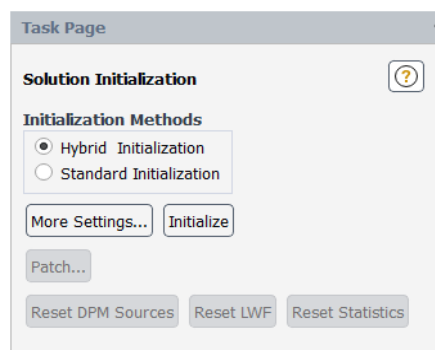 Task Page
Solution Initialization
?
Initialization Methods
Hybrid Initialization
Standard Initialization
More Settings... Initialize
Patch...
Reset DPM Sources Reset LWF Reset Statistics